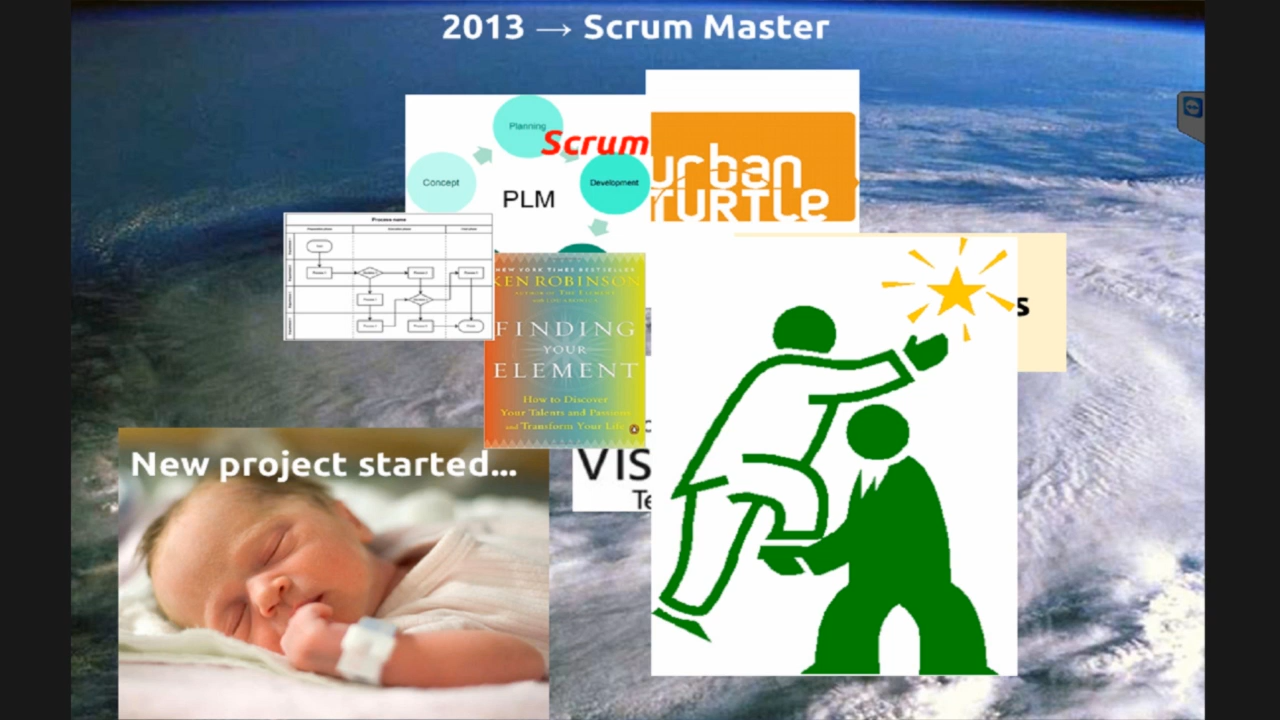 2013 → Scrum Master
Planning
Scrum
Concept
PLM
Development
urban
TURTLE
Process name
NEW YORK TIMES BESTSELLER
KEN ROBINSON
FINDING
YOUR
ELEMENT
How to Discover
Your Talents and Passions
and Transform Your Life
s
VIS
Te
New project started...